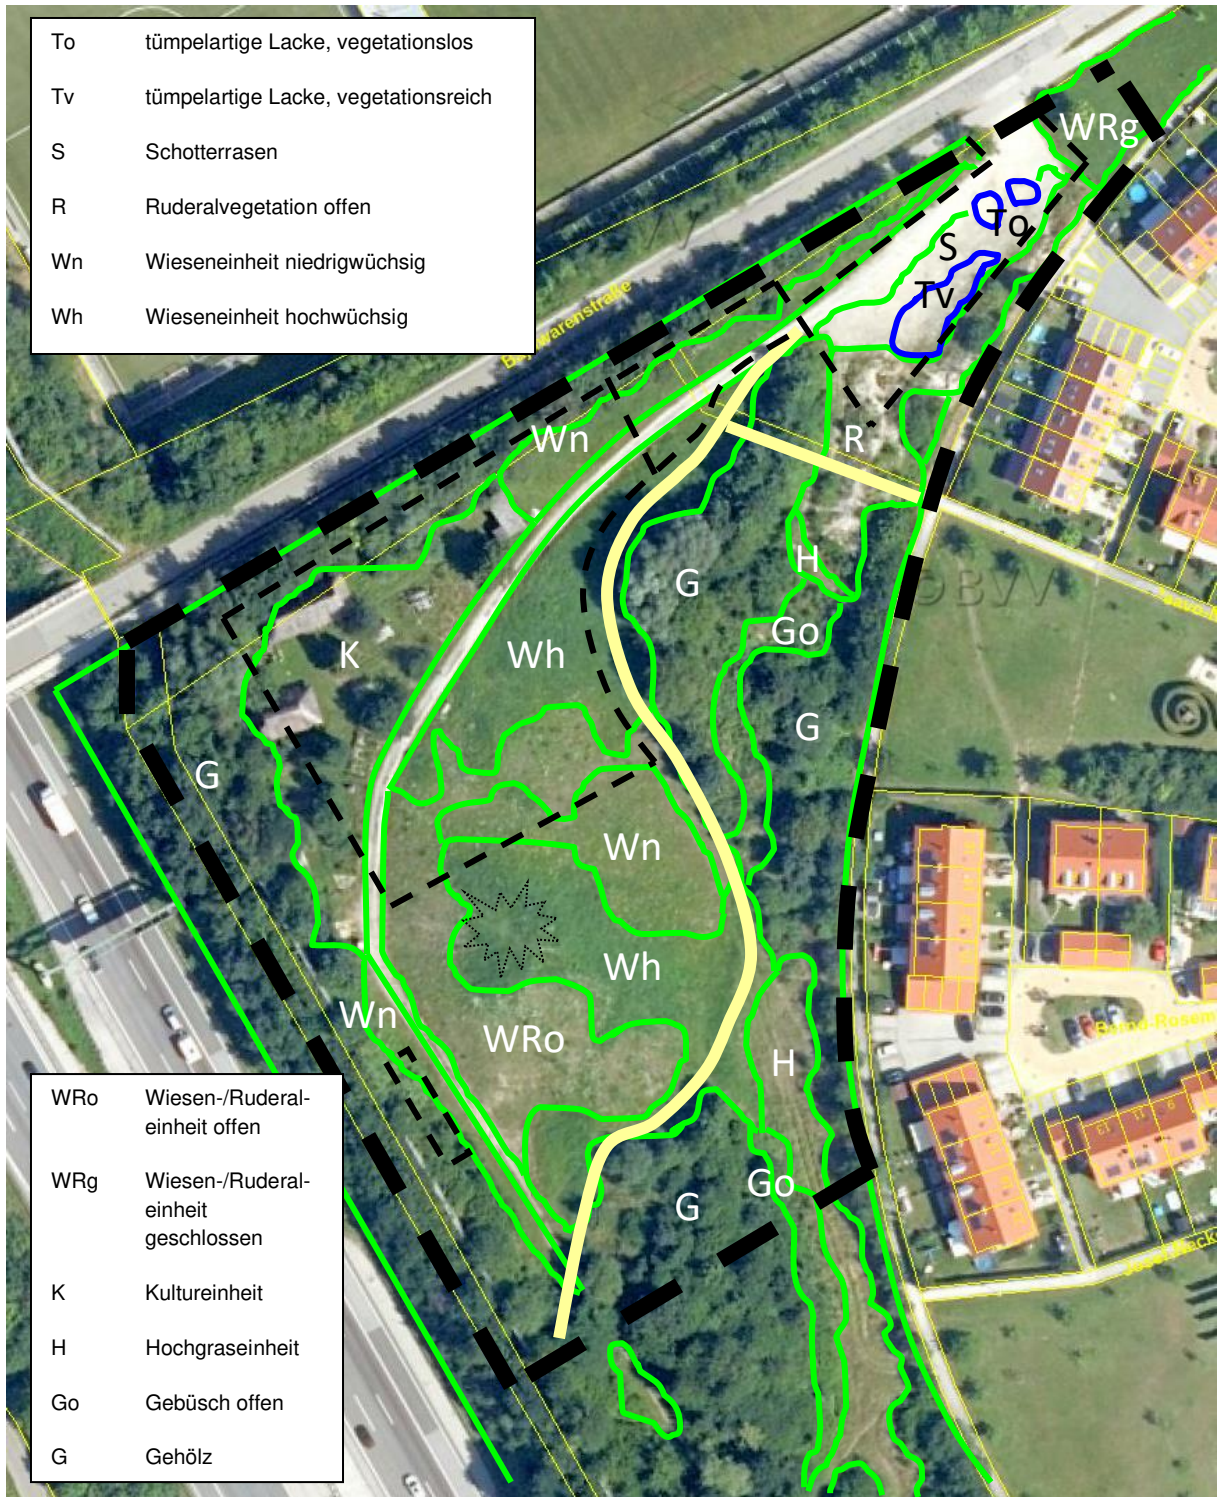 To tümpelartige Lacke, vegetationslos
Tv tümpelartige Lacke, vegetationsreich
S Schotterrasen
R Ruderalvegetation offen
Wn Wieseneinheit niedrigwüchsig
Wh Wieseneinheit hochwüchsig
WRg
To
S
Tv
Wn
R
G
H
Go
Wh
K
G
G
Wn
Wh
Wn
WRo
H
Go
G
WRo Wiesen-/Ruderal-
einheit offen
WRg Wiesen-/Ruderal-
einheit
geschlossen
K Kultureinheit
H Hochgraseinheit
Go Gebüsch offen
G Gehölz